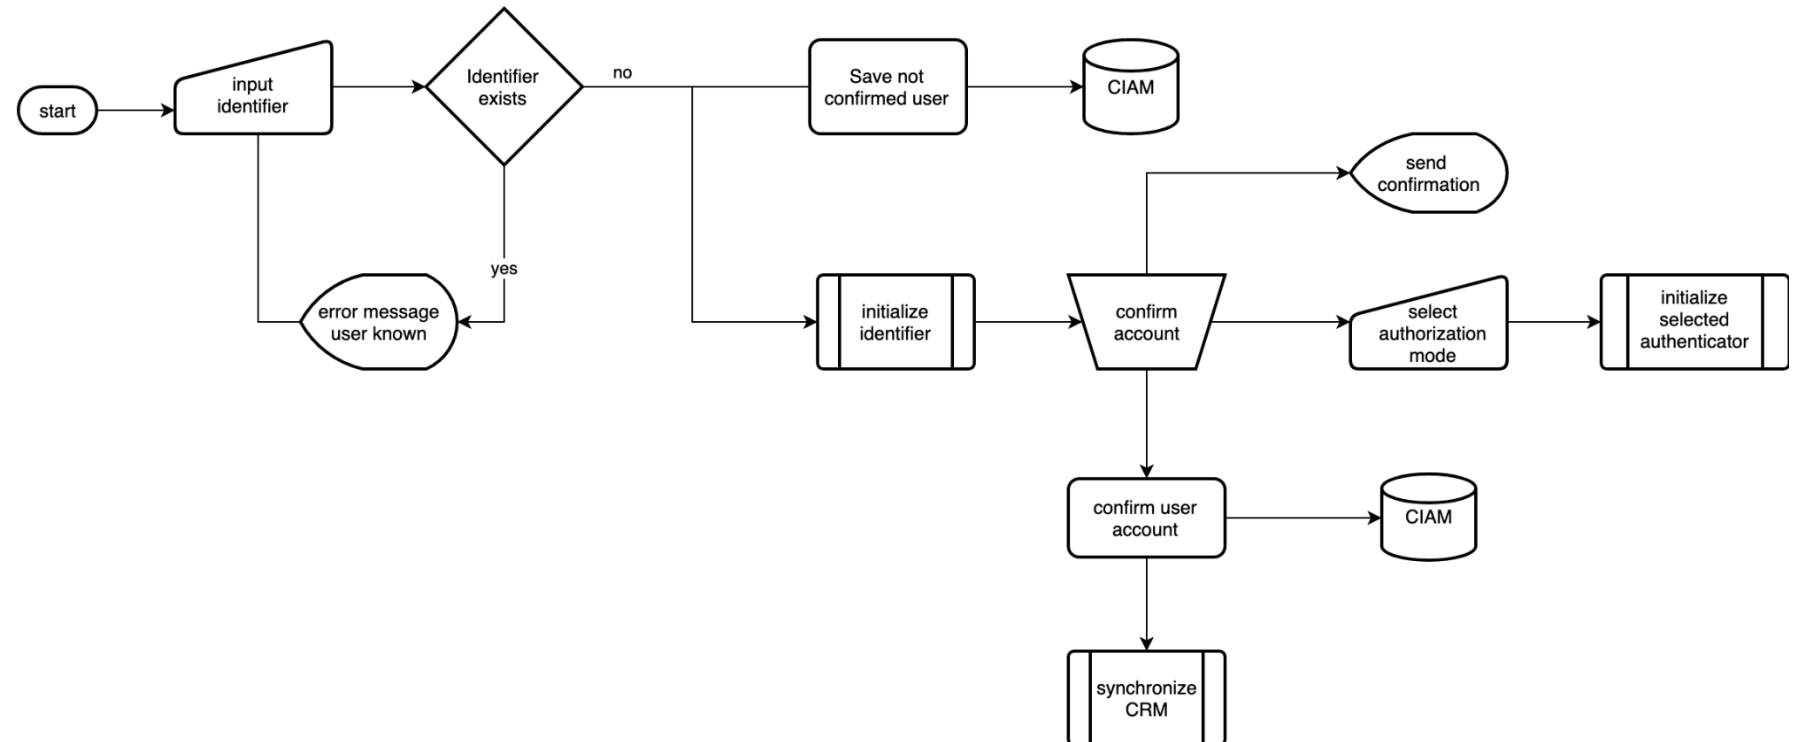 start
input
identifier
Identifier
exists
no
Save not
confirmed user
CIAM
send
confirmation
yes
error message
user known
initialize
identifier
confirm
account
select
authorization
mode
initialize
selected
authenticator
confirm user
account
CIAM
synchronize
CRM